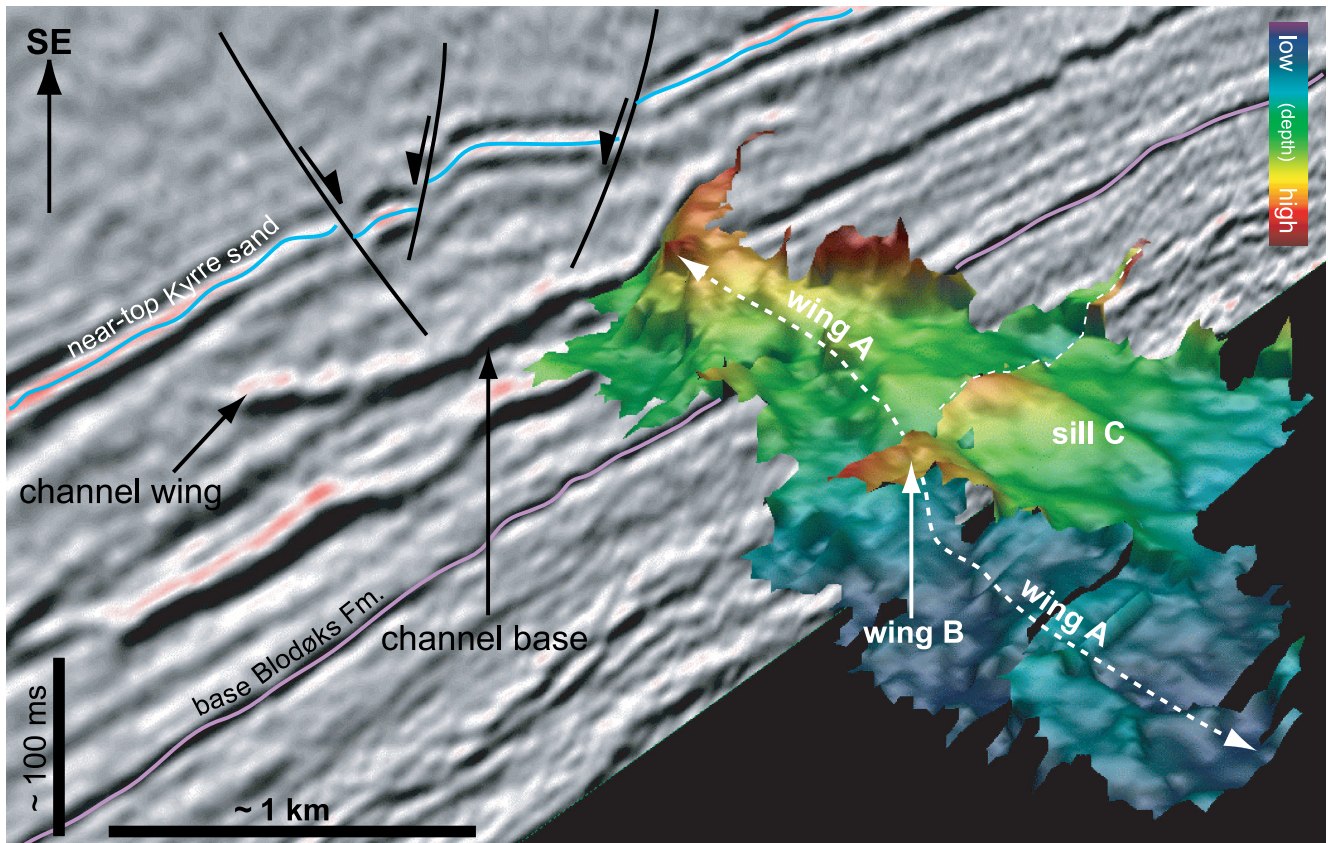 SE
low
(depth)
high
near-top Kyrre sand
wing A
sill C
channel wing
channel base
wing B
wing A
base Blodøks Fm.
~ 100 ms
~ 1 km